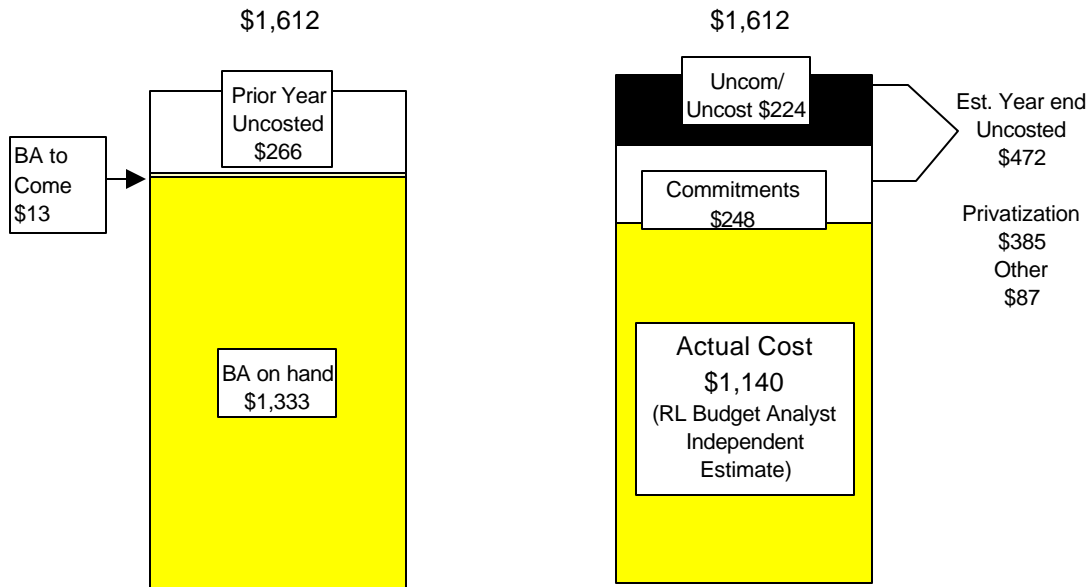 $1,612
Prior Year
Uncosted
$266
BA to
Come
$13
BA on hand
$1,333
$1,612
Uncom/
Uncost $224
Commitments
$248
Actual Cost
$1,140
(RL Budget Analyst
Independent
Estimate)
Est. Year end
Uncosted
$472
Privatization
$385
Other
$87